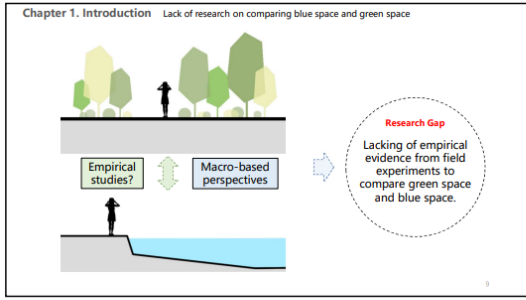 Chapter 1. Introduction Lack of research on comparing blue space and green space
Empirical
studies?
Macro-based
perspectives
Research Gap
Lacking of empirical
evidence from field
experiments to
compare green space
and blue space.
9